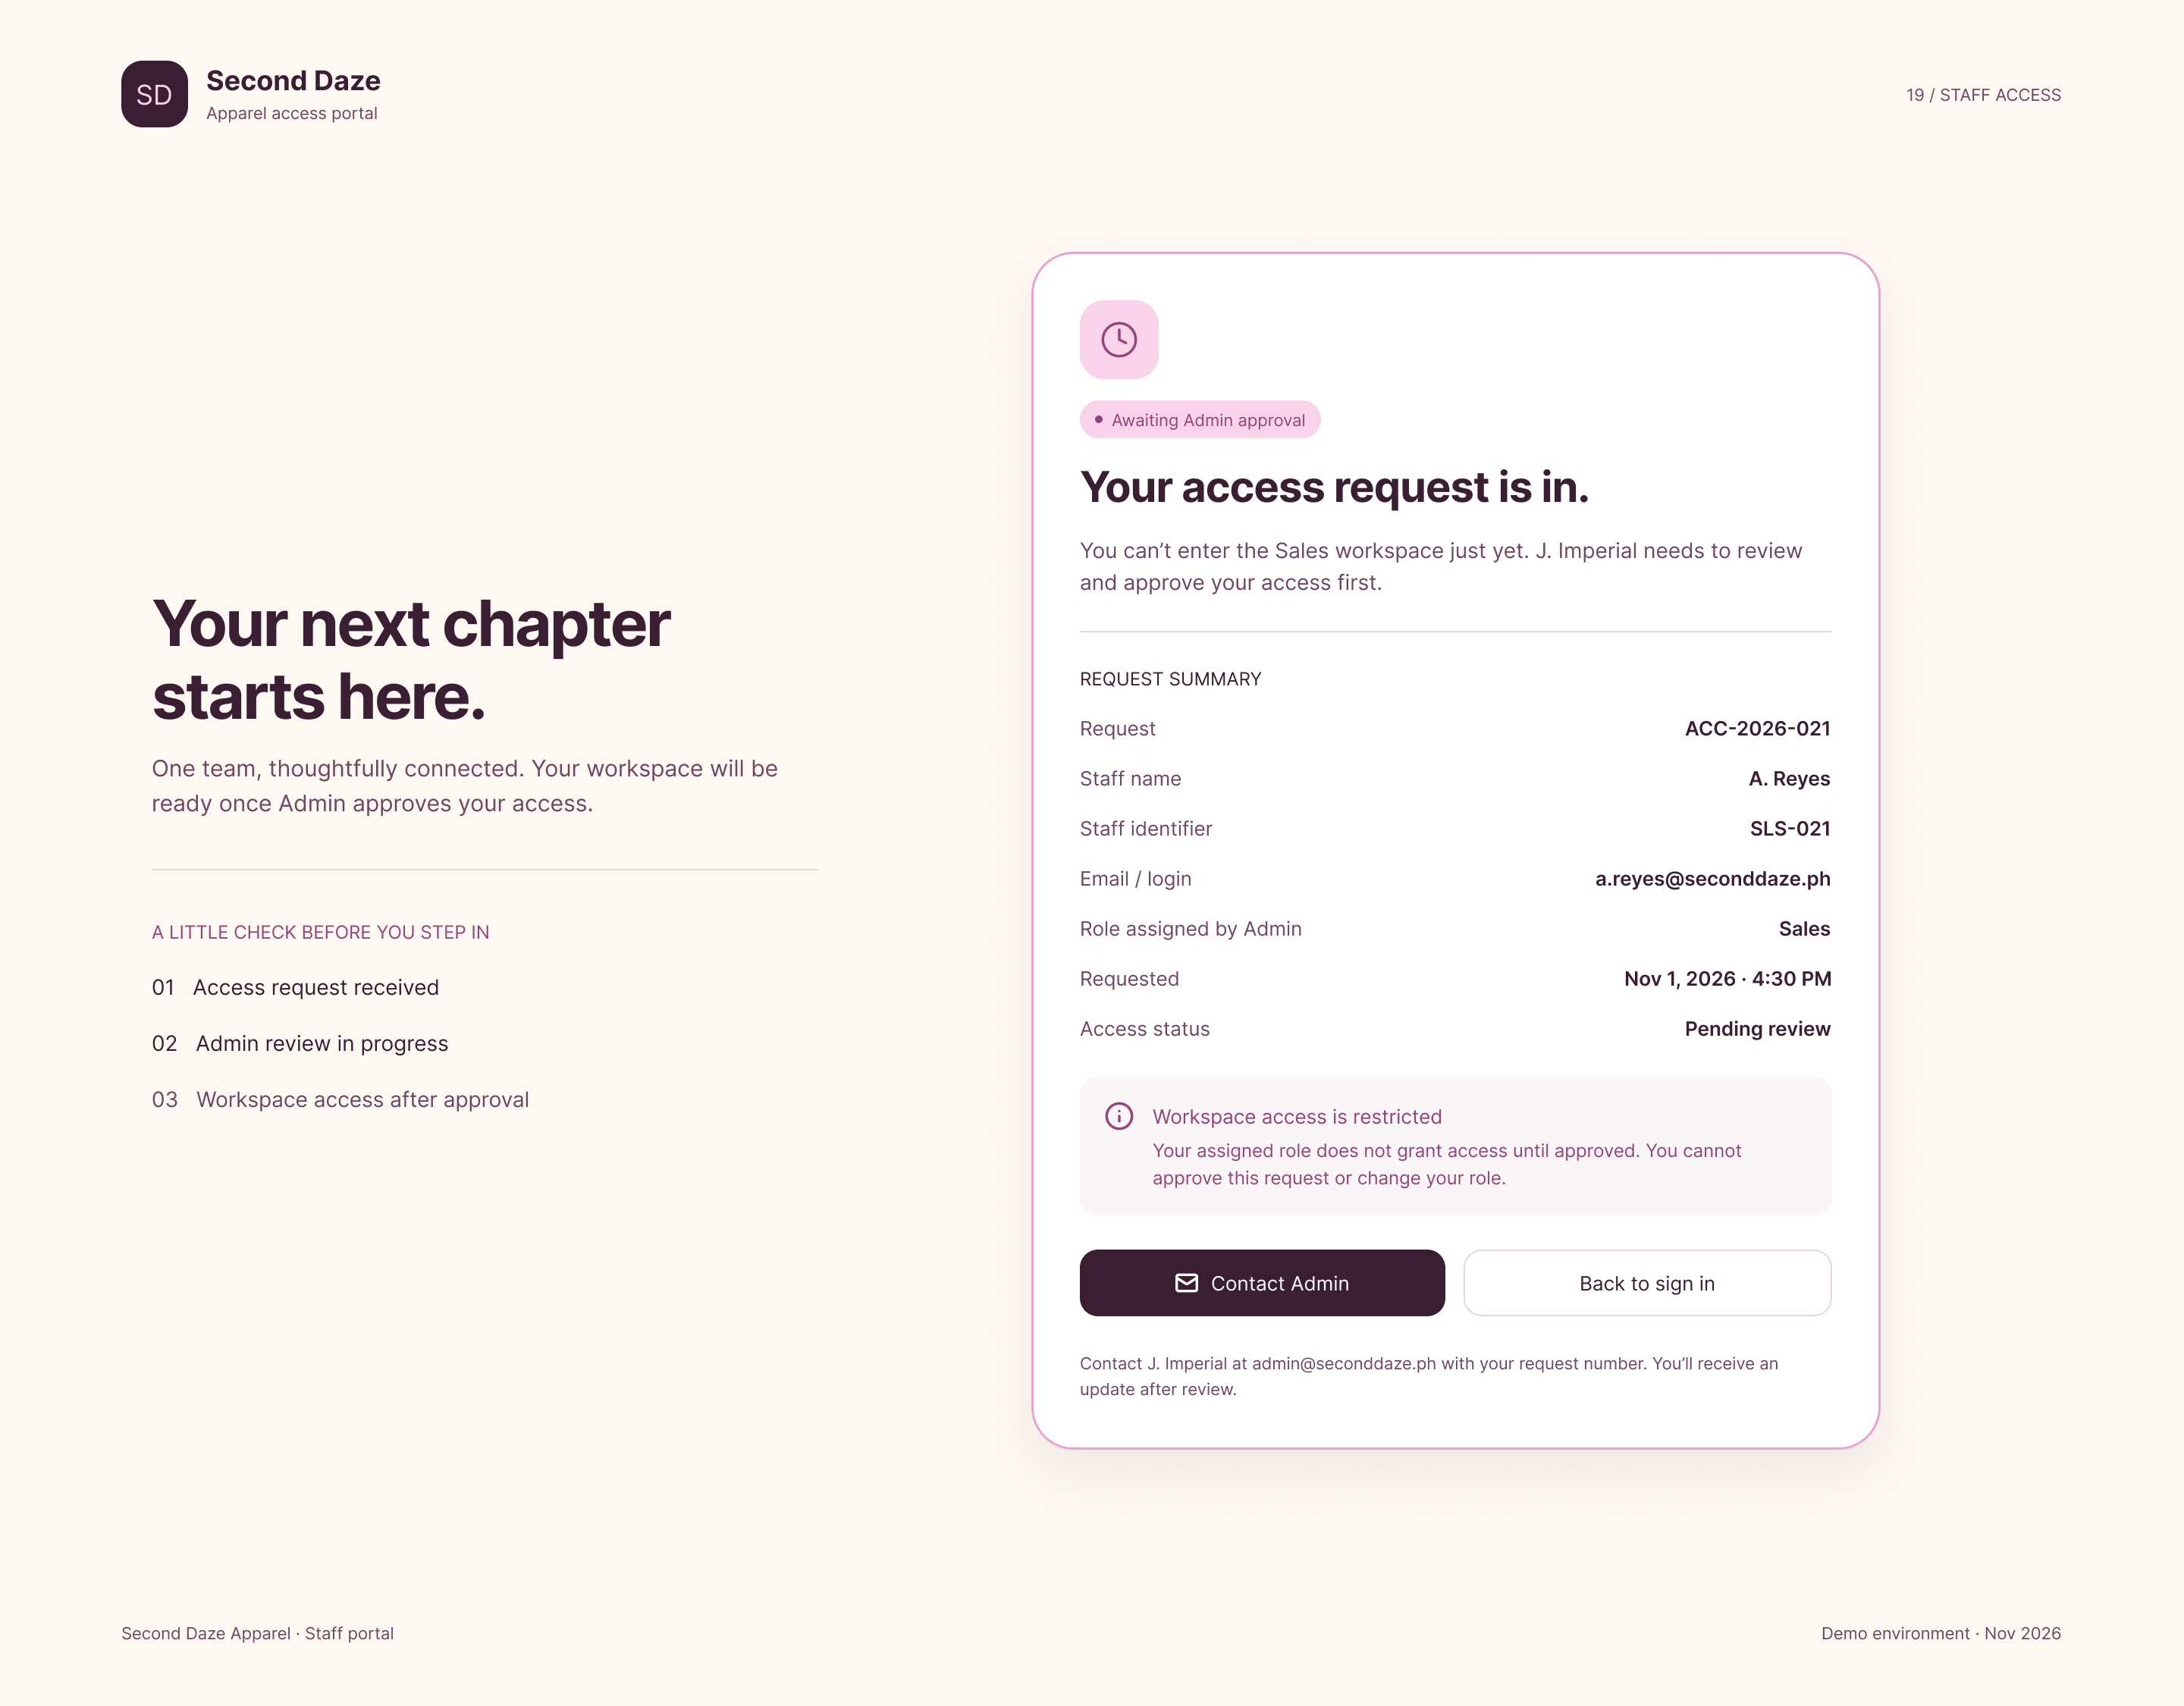 SD
Second Daze
Apparel access portal
19 / STAFF ACCESS
Your next chapter
starts here.
One team, thoughtfully connected. Your workspace will be
ready once Admin approves your access.
A LITTLE CHECK BEFORE YOU STEP IN
01 Access request received
02 Admin review in progress
03 Workspace access after approval
Awaiting Admin approval
Your access request is in.
You can’t enter the Sales workspace just yet. J. Imperial needs to review
and approve your access first.
REQUEST SUMMARY
Request ACC-2026-021
Staff name A. Reyes
Staff identifier SLS-021
Email / login a.reyes@seconddaze.ph
Role assigned by Admin Sales
Requested Nov 1, 2026 · 4:30 PM
Access status Pending review
Workspace access is restricted
Your assigned role does not grant access until approved. You cannot
approve this request or change your role.
Contact Admin
Back to sign in
Contact J. Imperial at admin@seconddaze.ph with your request number. You’ll receive an
update after review.
Second Daze Apparel · Staff portal
Demo environment · Nov 2026